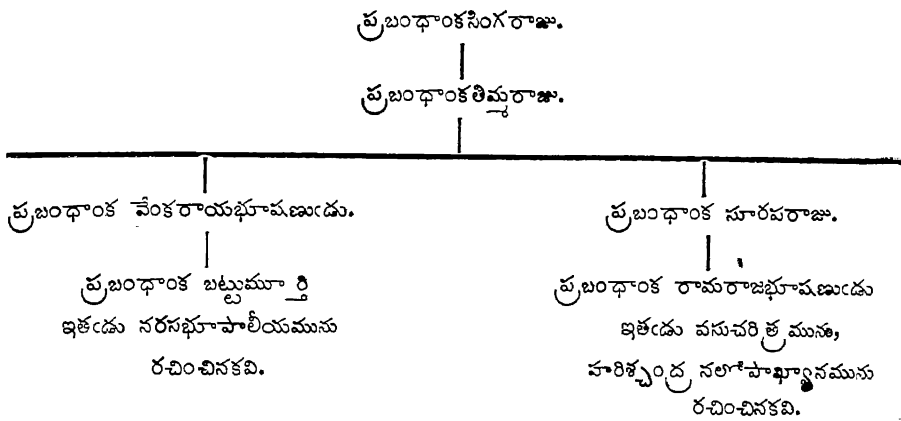 ప్రబంధాంకసింగరాజు.
ప్రబంధాంకతిమ్మరాజు.
ప్రబంధాంక వేంకరాయభూషణుఁడు.
ప్రబంధాంక బట్టుమూర్తి
ఇతఁడు నరసభూపాలీయమును
రచించినకవి.
ప్రబంధాంక సూరపరాజు.
ప్రబంధాంక రామరాజభూషణుఁడు
ఇతఁడు వసుచరిత్రమును,
హరిశ్చంద్ర నలోపాఖ్యానమును
రచించినకవి.